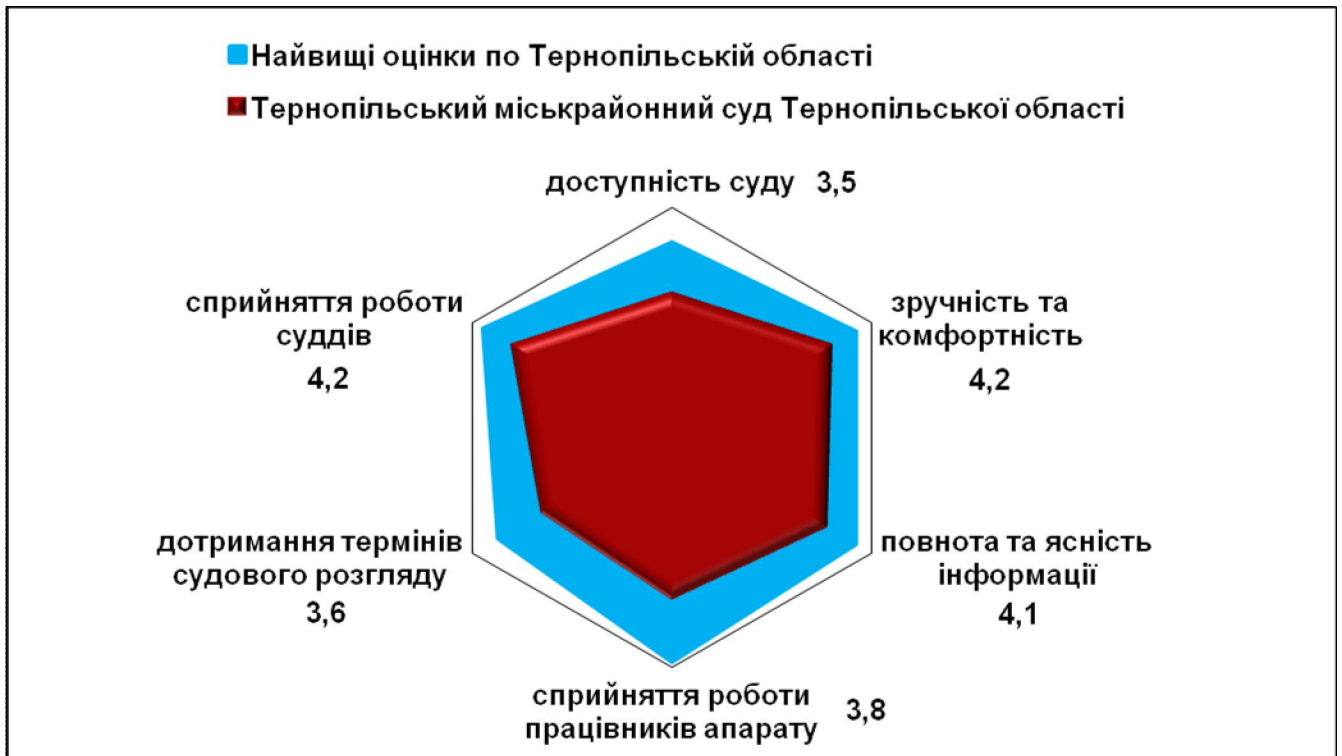 Найвищі оцінки по Тернопільській області
Тернопільський міськрайонний суд Тернопільської області
доступність суду 3,5
сприйняття роботи
суддів
4,2
зручність та
комфортність
4,2
дотримання термінів
судового розгляду
3,6
повнота та ясність
інформації
4,1
сприйняття роботи
працівників апарату 3,8